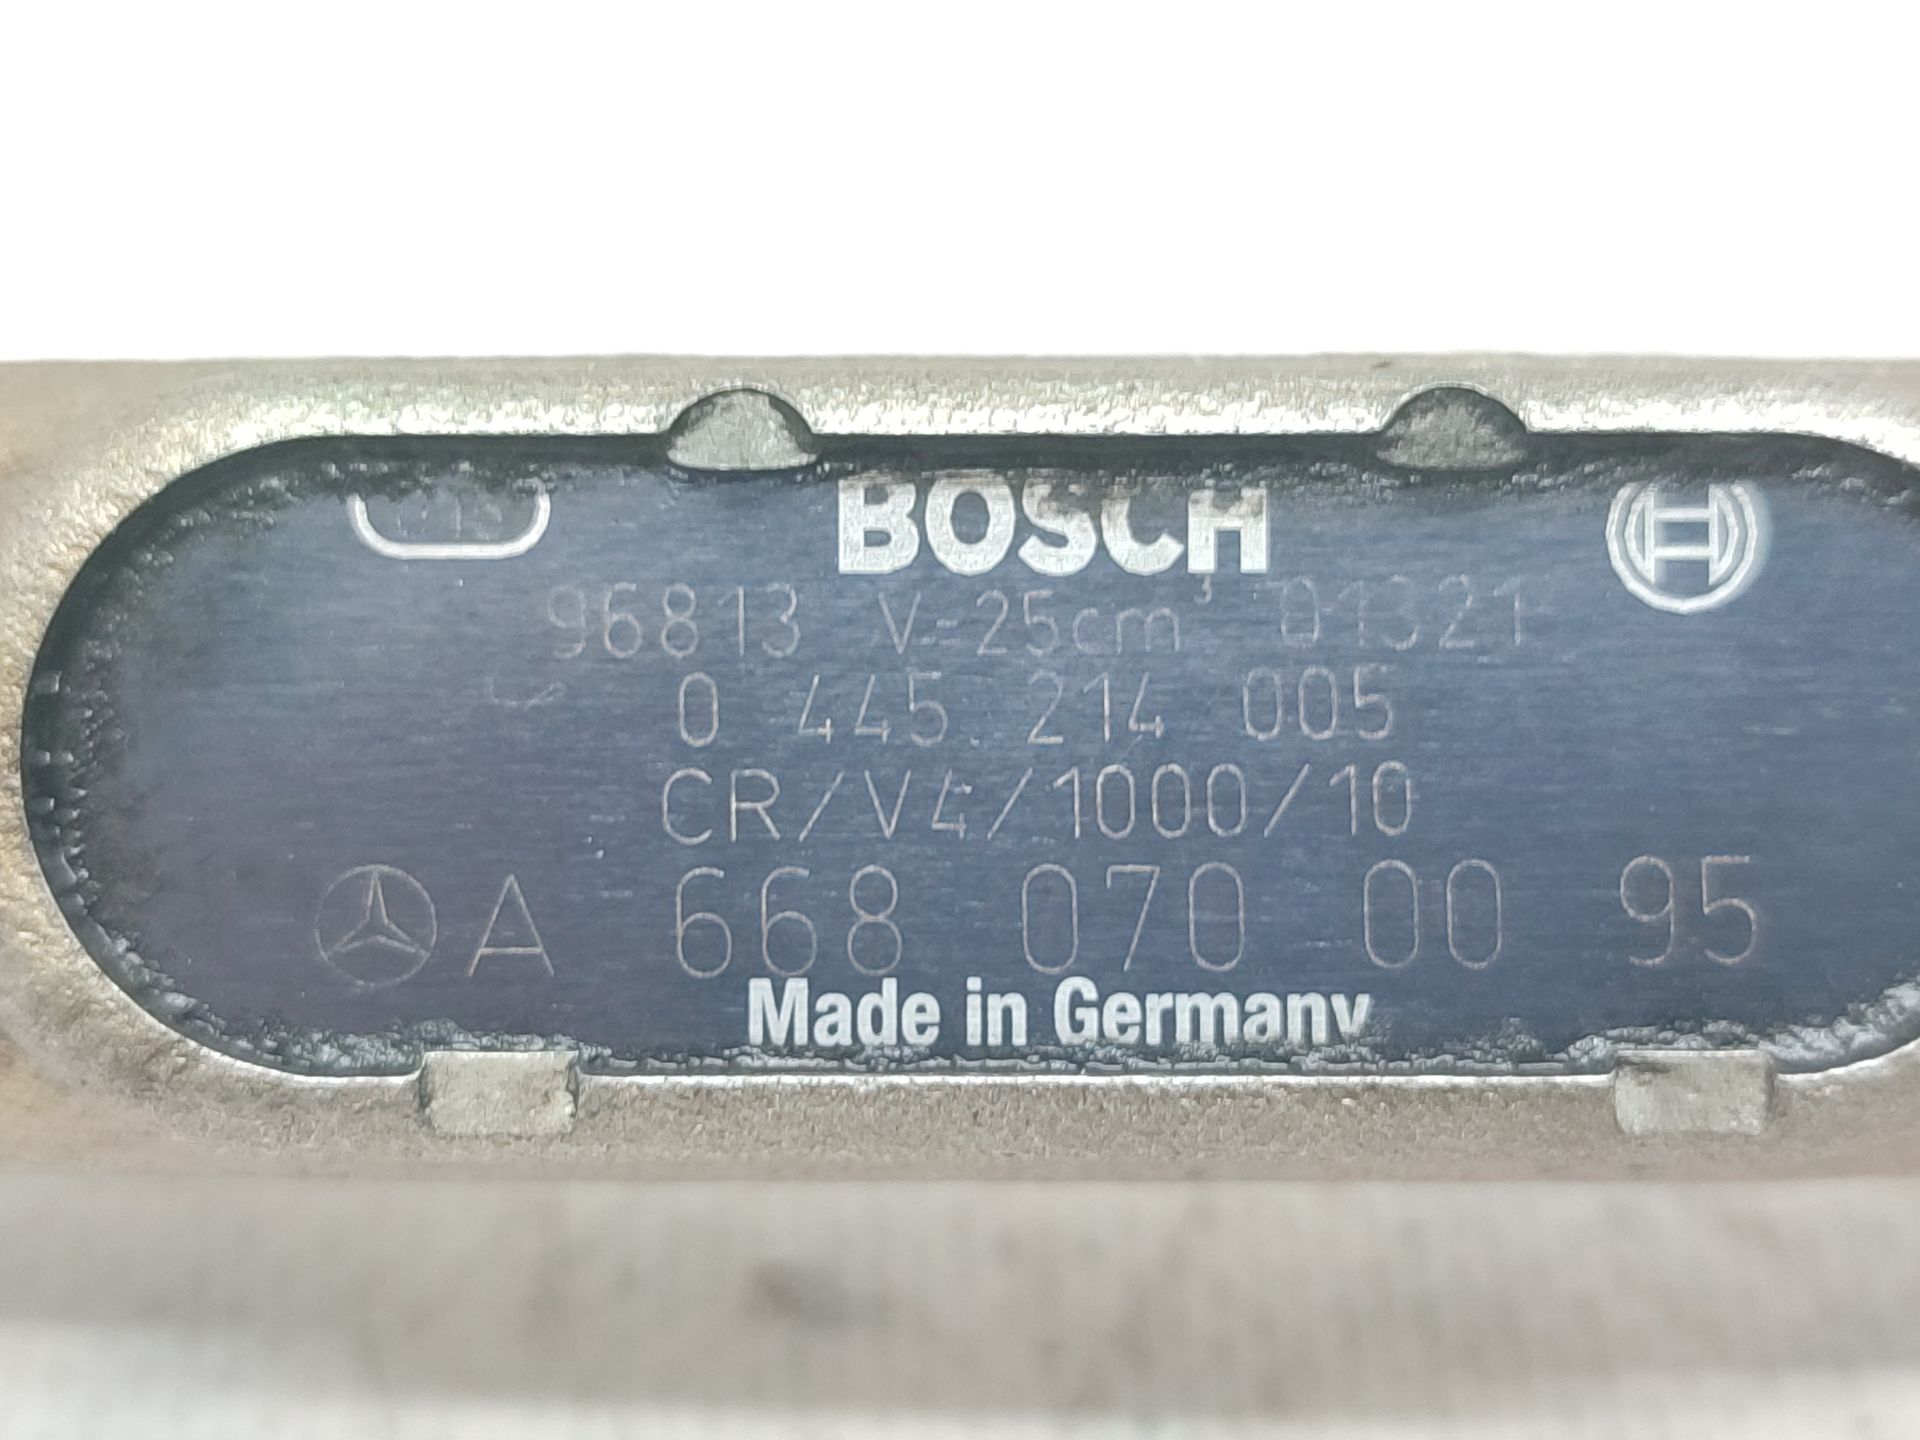 BOSCH
96813 V=25cm³ 01321
0 445 214 005
CR/V4/1000/10
A 668 070 00 95
Made in Germany